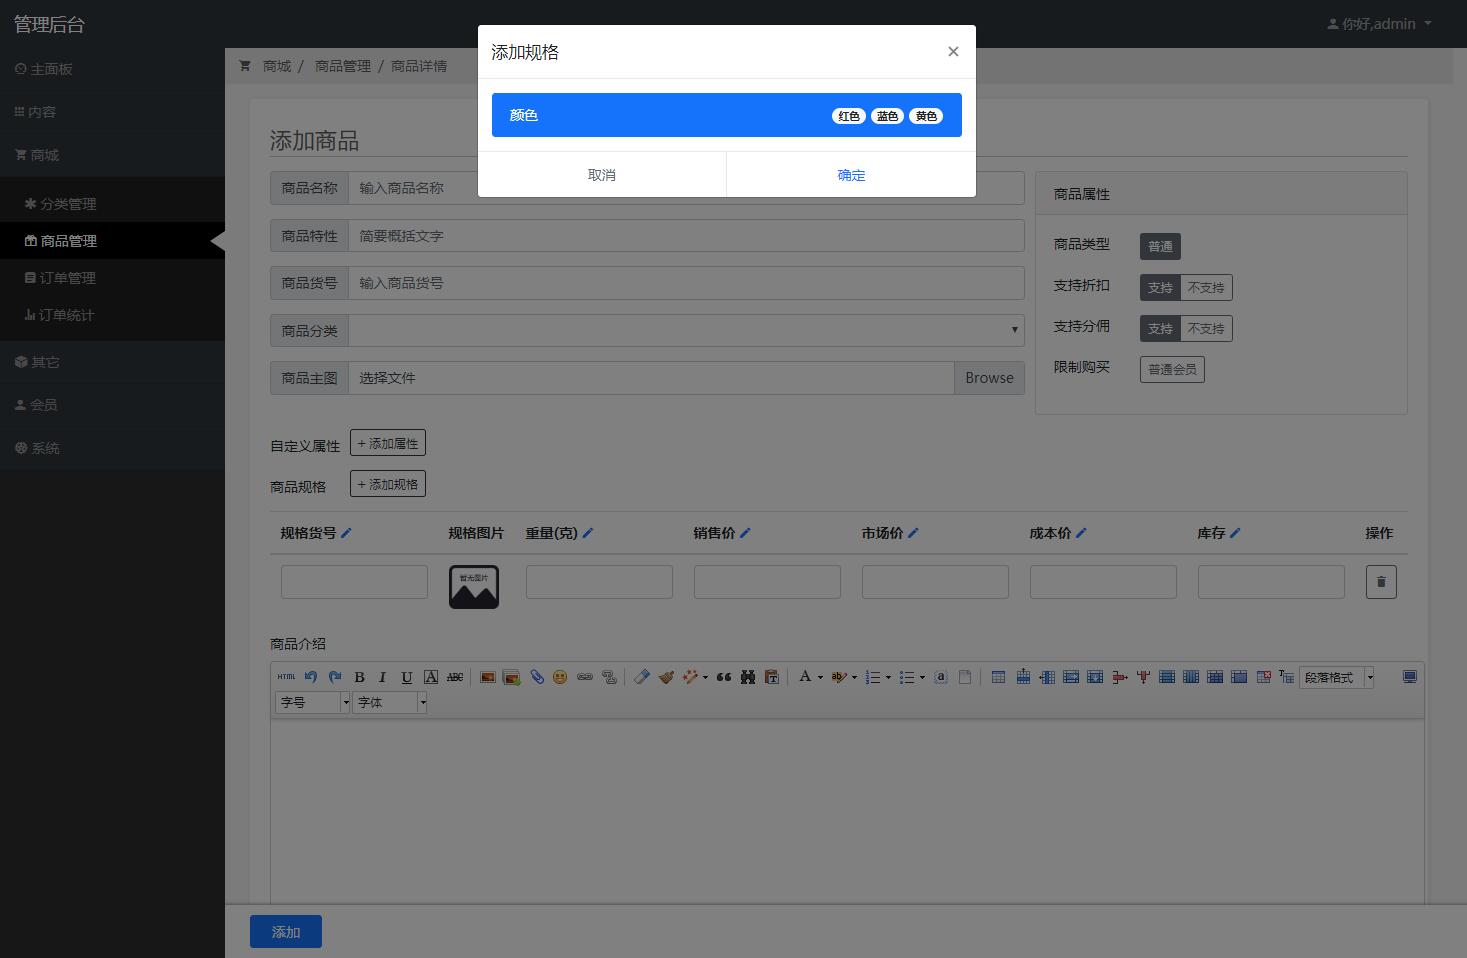 管理后台
你好,admin
主面板
内容
商城
分类管理
商品管理
订单管理
订单统计
其它
会员
系统
商城 / 商品管理 / 商品详情
添加规格 ×
颜色 红色 蓝色 黄色
取消 确定
添加商品
商品名称 输入商品名称
商品特性 简要概括文字
商品货号 输入商品货号
商品分类
商品主图 选择文件 Browse
商品属性
商品类型 普通
支持折扣 支持 不支持
支持分佣 支持 不支持
限制购买 普通会员
自定义属性 + 添加属性
商品规格 + 添加规格
规格货号 规格图片 重量(克) 销售价 市场价 成本价 库存 操作
暂无图片
商品介绍
HTML B I U A ABC A ab a T 段落格式
字号 字体
添加